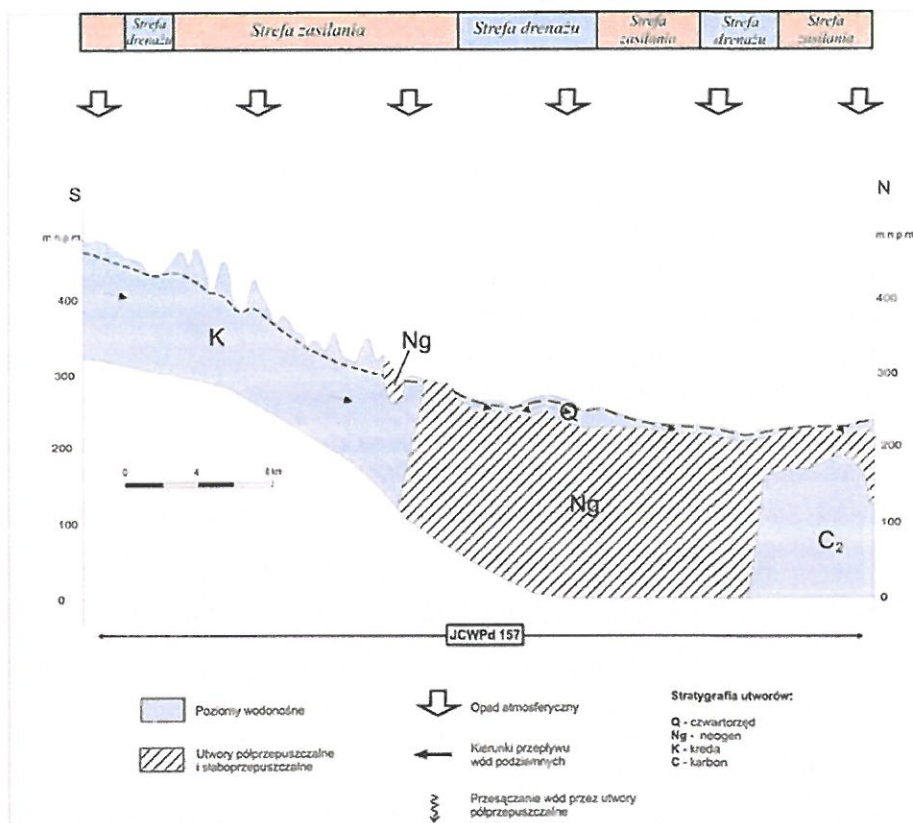 Strefa drenażu
Strefa zasilania
Strefa drenażu
Strefa zasilania
Strefa drenażu
Strefa zasilania
S
N
m n.p.m
m n.p.m
400
400
K
Ng
300
300
Q
200
200
0
4
8 km
Ng
100
100
C2
0
0
JCWPd 157
Poziomy wodonośne
Utwory półprzepuszczalne
i słaboprzepuszczalne
Opad atmosferyczny
Kierunki przepływu
wód podziemnych
Przesączanie wód przez utwory
półprzepuszczalne
Stratygrafia utworów:
Q - czwartorzęd
Ng - neogen
K - kreda
C - karbon